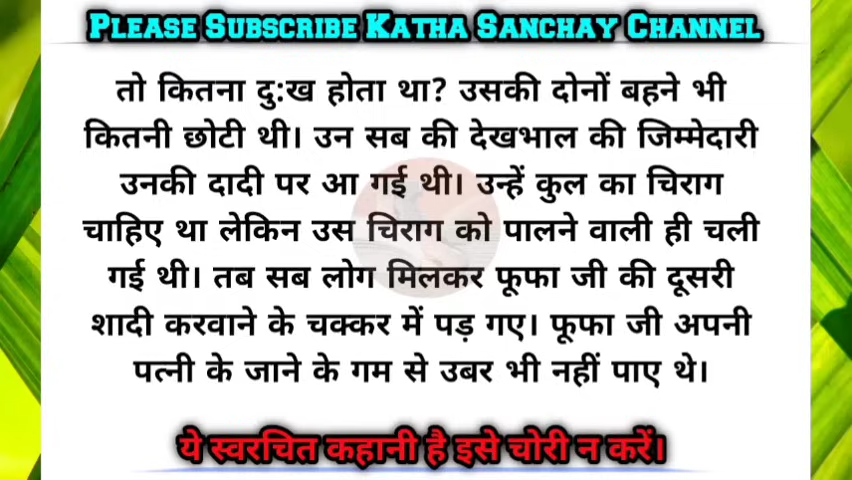 PLEASE SUBSCRIBE KATHA SANCHAY CHANNEL
तो कितना दु:ख होता था? उसकी दोनों बहने भी
कितनी छोटी थी। उन सब की देखभाल की जिम्मेदारी
उनकी दादी पर आ गई थी। उन्हें कुल का चिराग
चाहिए था लेकिन उस चिराग को पालने वाली ही चली
गई थी। तब सब लोग मिलकर फूफा जी की दूसरी
शादी करवाने के चक्कर में पड़ गए। फूफा जी अपनी
पत्नी के जाने के गम से उबर भी नहीं पाए थे।
ये स्वरचित कहानी है इसे चोरी न करें।